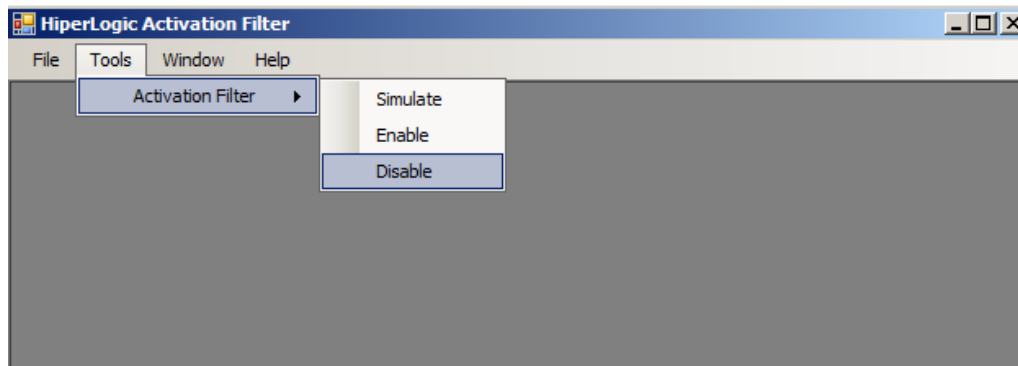 HiperLogic Activation Filter
File Tools Window Help
Activation Filter
Simulate
Enable
Disable